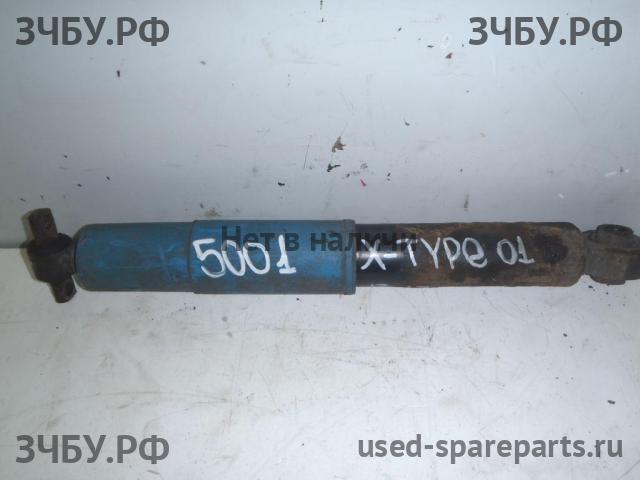 ЗЧБУ.РФ ЗЧБУ.РФ
Нет в наличии
5001 X-TYPE 01
ЗЧБУ.РФ used-spareparts.ru